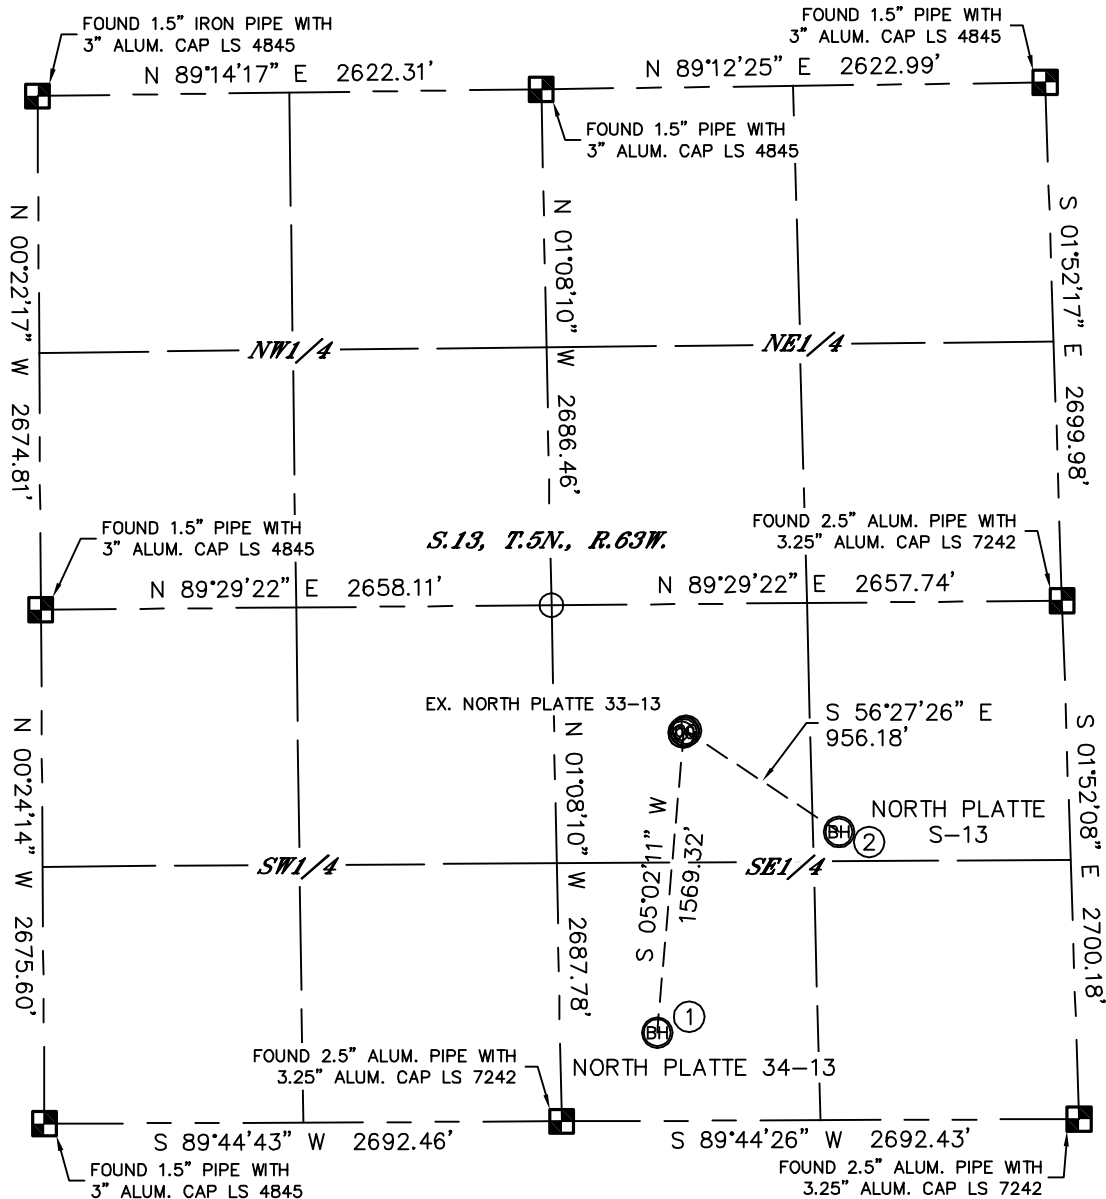 FOUND 1.5" IRON PIPE WITH
3" ALUM. CAP LS 4845
FOUND 1.5" PIPE WITH
3" ALUM. CAP LS 4845
N 89°14'17" E 2622.31'
N 89°12'25" E 2622.99'
FOUND 1.5" PIPE WITH
3" ALUM. CAP LS 4845
N 00°22'17" W 2674.81'
N 01°08'10" W 2686.46'
S 01°52'17" E 2699.98'
NW1/4
NE1/4
FOUND 1.5" PIPE WITH
3" ALUM. CAP LS 4845
S.13, T.5N., R.63W.
FOUND 2.5" ALUM. PIPE WITH
3.25" ALUM. CAP LS 7242
N 89°29'22" E 2658.11'
N 89°29'22" E 2657.74'
EX. NORTH PLATTE 33-13
S 56°27'26" E
956.18'
N 00°24'14" W 2675.60'
N 01°08'10" W 2687.78'
S 05°02'11" W
1569.32'
S 01°52'08" E 2700.18'
NORTH PLATTE
S-13
BH
2
SW1/4
SE1/4
BH
1
NORTH PLATTE 34-13
FOUND 2.5" ALUM. PIPE WITH
3.25" ALUM. CAP LS 7242
S 89°44'43" W 2692.46'
S 89°44'26" W 2692.43'
FOUND 1.5" PIPE WITH
3" ALUM. CAP LS 4845
FOUND 2.5" ALUM. PIPE WITH
3.25" ALUM. CAP LS 7242